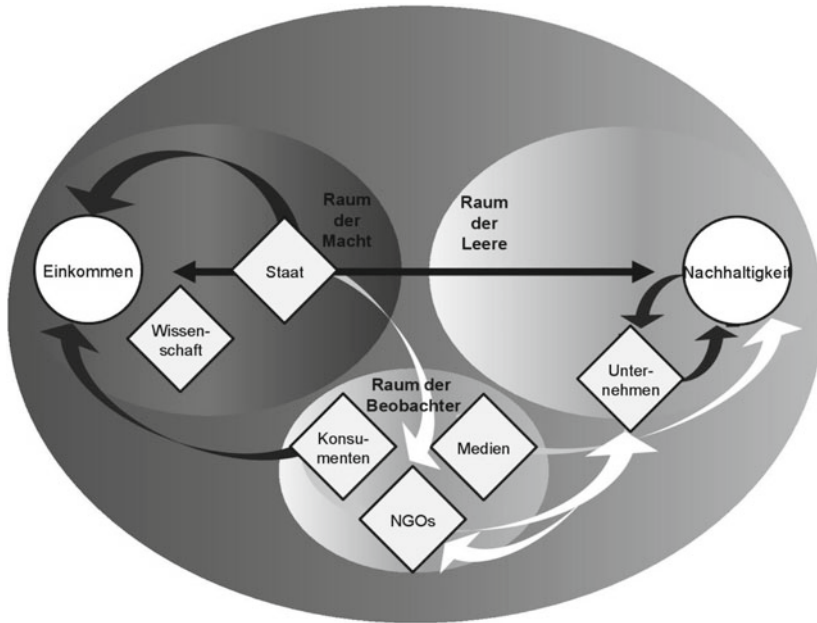 Raum
der
Macht
Raum
der
Leere
Einkommen
Staat
Nachhaltigkeit
Wissen-
schaft
Unter-
nehmen
Raum der
Beobachter
Konsu-
menten
Medien
NGOs